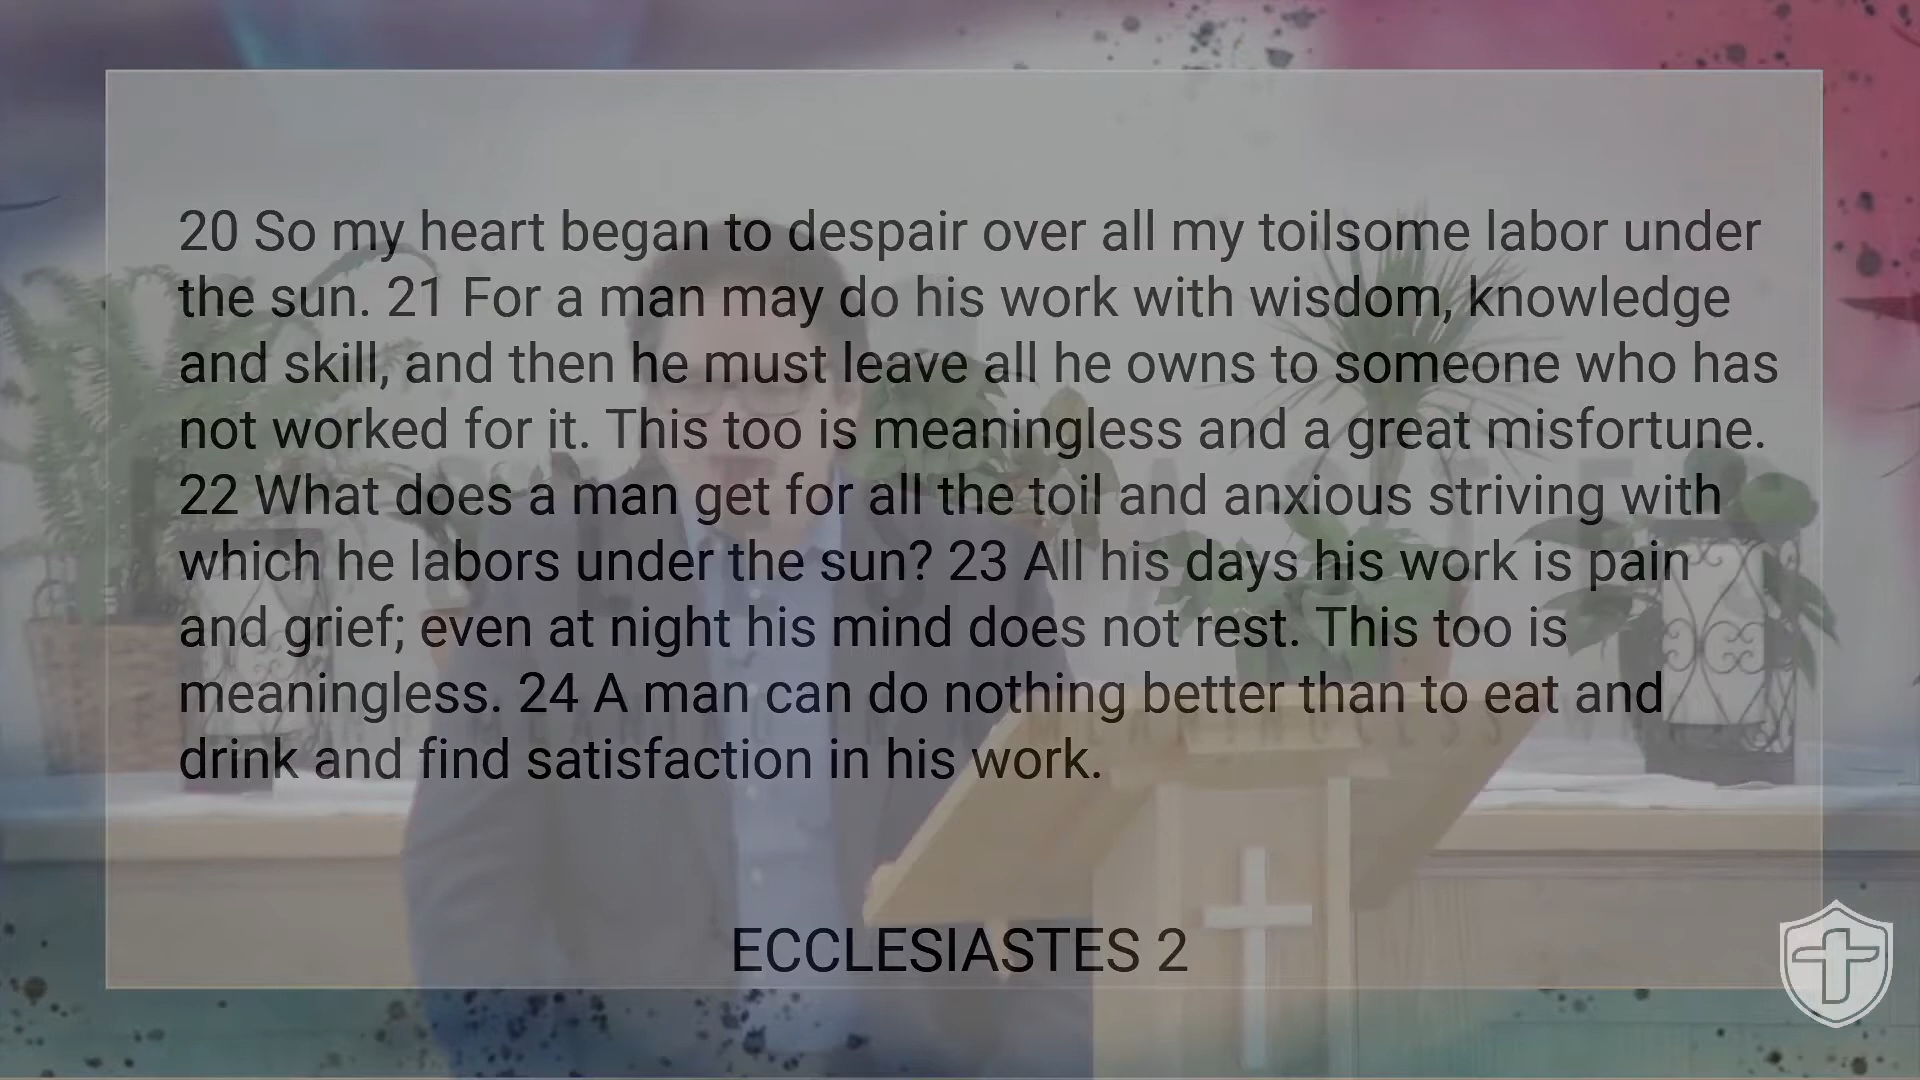 20 So my heart began to despair over all my toilsome labor under
the sun. 21 For a man may do his work with wisdom, knowledge
and skill, and then he must leave all he owns to someone who has
not worked for it. This too is meaningless and a great misfortune.
22 What does a man get for all the toil and anxious striving with
which he labors under the sun? 23 All his days his work is pain
and grief; even at night his mind does not rest. This too is
meaningless. 24 A man can do nothing better than to eat and
drink and find satisfaction in his work.
ECCLESIASTES 2